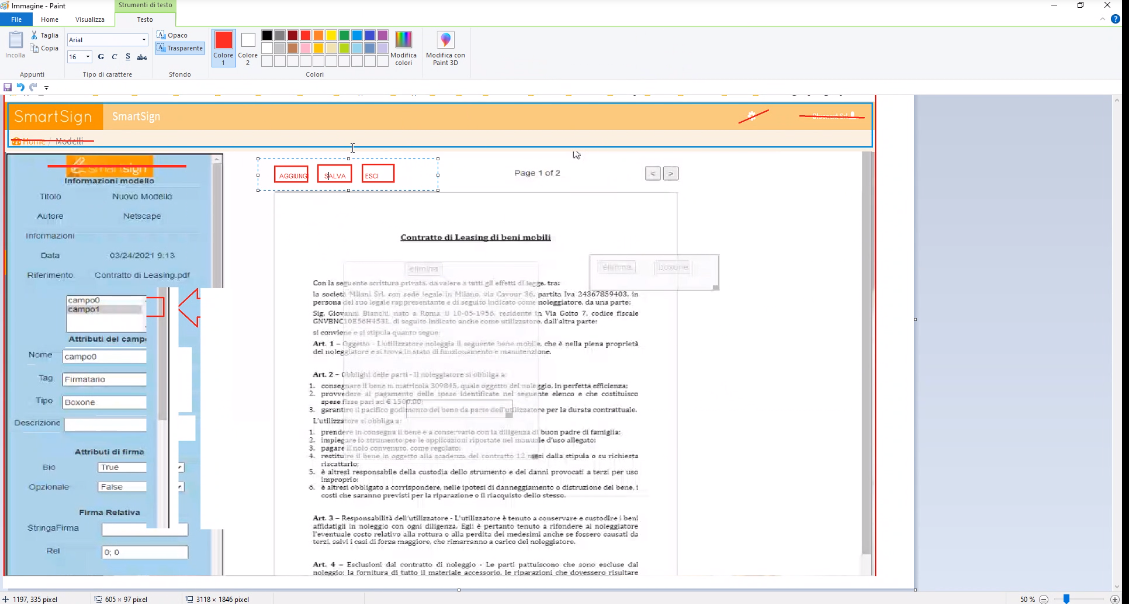 Immagine - Paint
Strumenti di testo
File
Home
Visualizza
Testo
Incolla
Taglia
Copia
Appunti
Arial
16
G C S abc
Tipo di carattere
Opaco
Trasparente
Sfondo
Colore 1
Colore 2
Modifica colori
Colori
Modifica con Paint 3D
SmartSign
SmartSign
Home / Modelli
Informazioni modello
Titolo
Nuovo Modello
Autore
Netscape
Informazioni
Data
03/24/2021 9.13
Riferimento
Contratto di Leasing.pdf
campo0
campo1
Attributi del campo
Nome
campo0
Tag
Firmatario
Tipo
Doxone
Descrizione
Attributi di firma
Bio
True
Opzionale
False
Firma Relativa
StringaFirma
Rel
0; 0
AGGIUNG
SALVA
ESCI
Page 1 of 2
<
>
Contratto di Leasing di beni mobili
Con la seguente scrittura privata, da valere a tutti gli effetti di legge, tra:
la società Milani Srl, con sede legale in Milano, via Cavour 36, partita Iva 24367859403, in
persona del suo legale rappresentante e di seguito indicato come noleggiatore, da una parte;
Sig. Giovanni Bianchi, nato a Roma il 10-05-1956, residente in Via Goito 7, codice fiscale
di seguito indicato anche come utilizzatore, dall'altra parte;
si conviene e si stipula quanto segue:
Art. 1 – Oggetto - L'utilizzatore noleggia il seguente bene mobile, che è nella piena proprietà
del noleggiatore e si trova in stato di funzionamento e manutenzione.
Art. 2 – Obblighi delle parti - Il noleggiatore si obbliga a:
1. consegnare il bene in matricola 209845, quale oggetto del noleggio, in perfetta efficienza;
2. provvedere al pagamento delle spese identificate nel seguente elenco e che costituisco
spese fisse pari ad € 1500.00
3. garantire il pacifico godimento del bene da parte dell'utilizzatore per la durata contrattuale.
L'utilizzatore si obbliga a:
1. prendere in consegna il bene e a conservarlo con la diligenza di buon padre di famiglia;
2. impiegare lo strumento per le applicazioni riportate nel manuale d'uso allegato;
3. pagare il nolo convenuto, come regolato;
4. restituire il bene in oggetto alla scadenza del contratto 12 mesi dalla stipula o su richiesta
riscattarlo;
5. è altresì responsabile della custodia dello strumento e dei danni provocati a terzi per uso
improprio;
6. è altresì obbligato a corrispondere, nelle ipotesi di danneggiamento o distruzione del bene, i
costi che saranno previsti per la riparazione o il riacquisto dello stesso.
Art. 3 – Responsabilità dell'utilizzatore - L'utilizzatore è tenuto a conservare e custodire i beni
affidatigli in noleggio con ogni diligenza. Egli è pertanto tenuto a rifondere al noleggiatore
l'eventuale costo relativo alla rottura o alla perdita dei medesimi anche se fossero causati da
terzi, salvi i casi di forza maggiore, che rimarranno a carico del noleggiatore.
Art. 4 – Esclusioni dal contratto di noleggio - Le parti pattuiscono che sono escluse dal
noleggio: la fornitura di tutto il materiale accessorio, le riparazioni che dovessero risultare
1197, 335 pixel
605 × 97 pixel
3118 × 1846 pixel
50 %